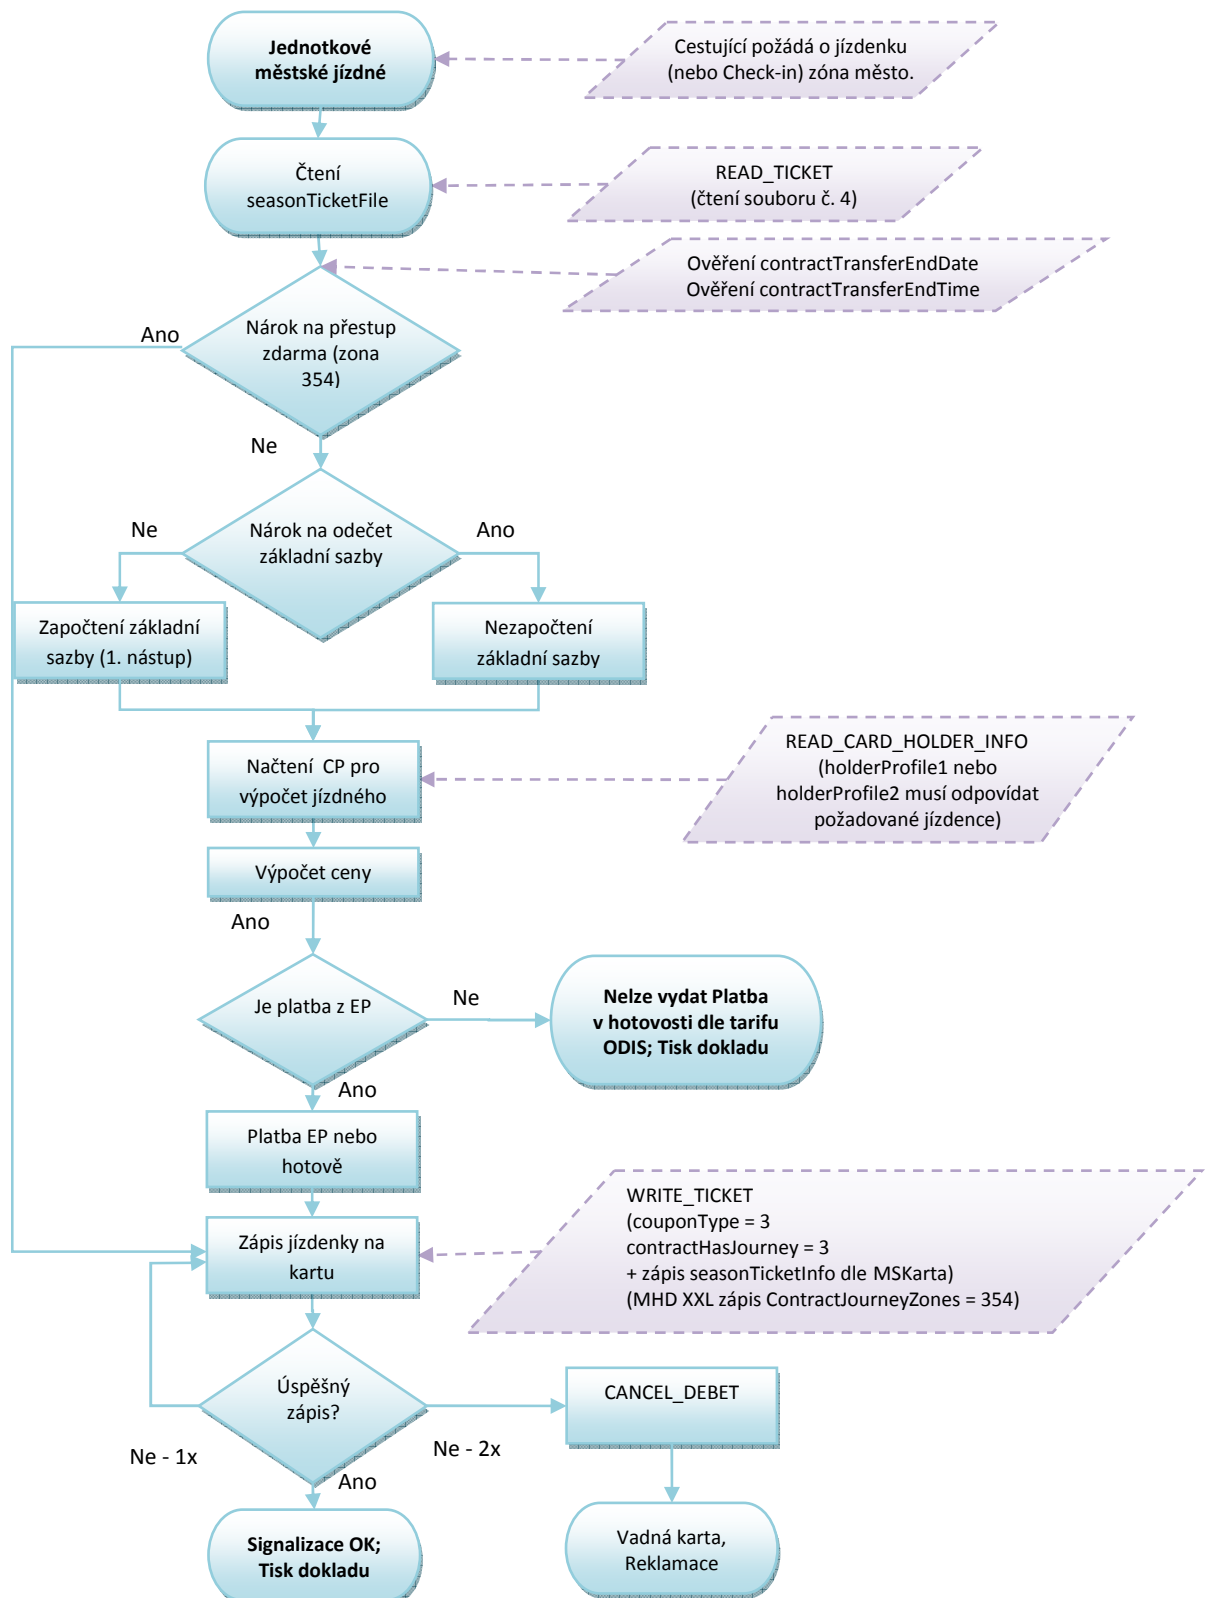 Jednotkové
městské jízdné
Cestující požádá o jízdenku
(nebo Check-in) zóna město.
Čtení
seasonTicketFile
READ_TICKET
(čtení souboru č. 4)
Ověření contractTransferEndDate
Ověření contractTransferEndTime
Ano
Nárok na přestup
zdarma (zona
354)
Ne
Ne
Nárok na odečet
základní sazby
Ano
Započtení základní
sazby (1. nástup)
Nezapočtení
základní sazby
Načtení  CP pro
výpočet jízdného
READ_CARD_HOLDER_INFO
(holderProfile1 nebo
holderProfile2 musí odpovídat
požadované jízdence)
Výpočet ceny
Ano
Je platba z EP
Ne
Nelze vydat Platba
v hotovosti dle tarifu
ODIS; Tisk dokladu
Ano
Platba EP nebo
hotově
Zápis jízdenky na
kartu
WRITE_TICKET
(couponType = 3
contractHasJourney = 3
+ zápis seasonTicketInfo dle MSKarta)
(MHD XXL zápis ContractJourneyZones = 354)
Úspěšný
zápis?
CANCEL_DEBET
Ne - 1x
Ne - 2x
Ano
Signalizace OK;
Tisk dokladu
Vadná karta,
Reklamace